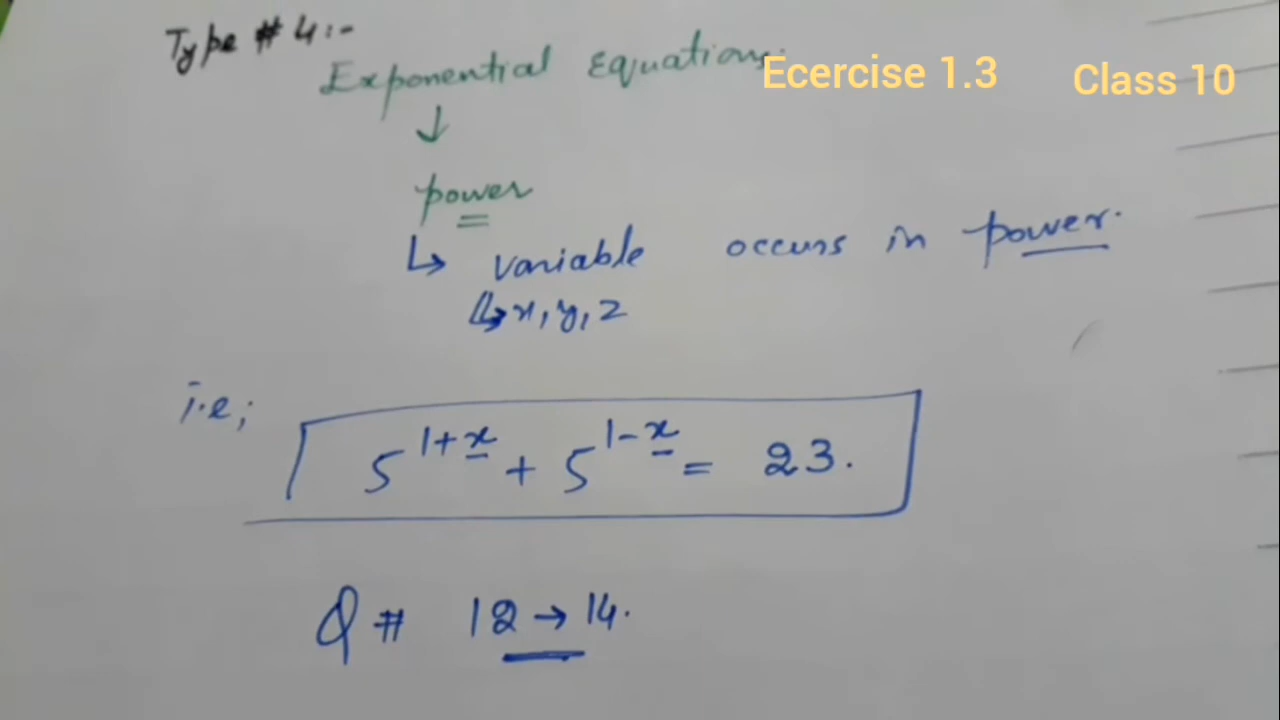 Type # 4:-
Exponential Equations.
Ecercise 1.3
Class 10
↓
power
↳ variable occurs in power.
↳ x, y, z
i.e;
5^{1+x} + 5^{1-x} = 23.
Q # 12 → 14.